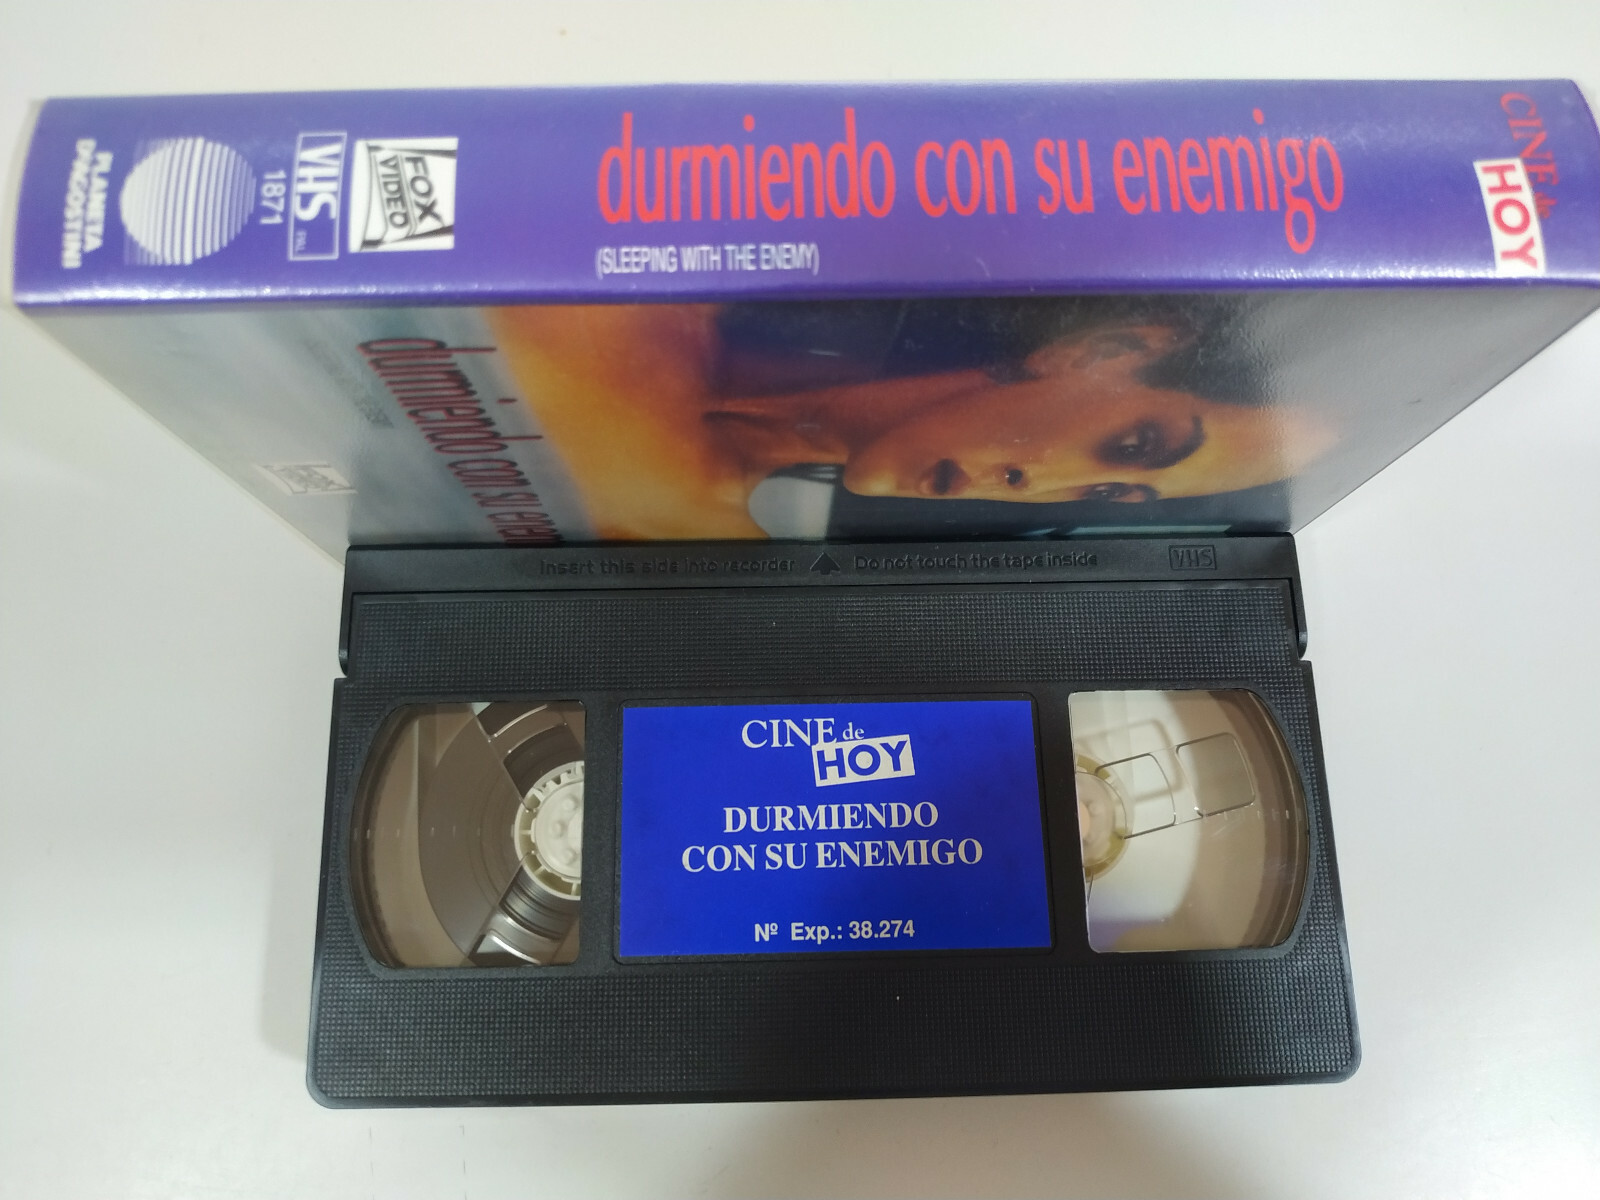 PLANETA
DEAGOSTINI
VHS
PAL
1871
FOX
VIDEO
durmiendo con su enemigo
(SLEEPING WITH THE ENEMY)
CINE de
HOY
durmiendo con su
Insert this side into recorder
Do not touch the tape inside
VHS
CINE de
HOY
DURMIENDO
CON SU ENEMIGO
Nº Exp.: 38.274